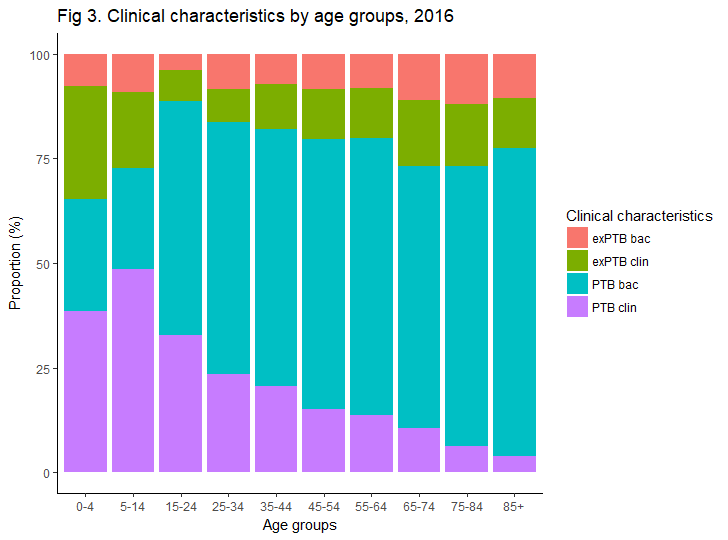 Fig 3. Clinical characteristics by age groups, 2016
100
75
50
25
0
Proportion (%)
0-4 5-14 15-24 25-34 35-44 45-54 55-64 65-74 75-84 85+
Age groups
Clinical characteristics
exPTB bac
exPTB clin
PTB bac
PTB clin